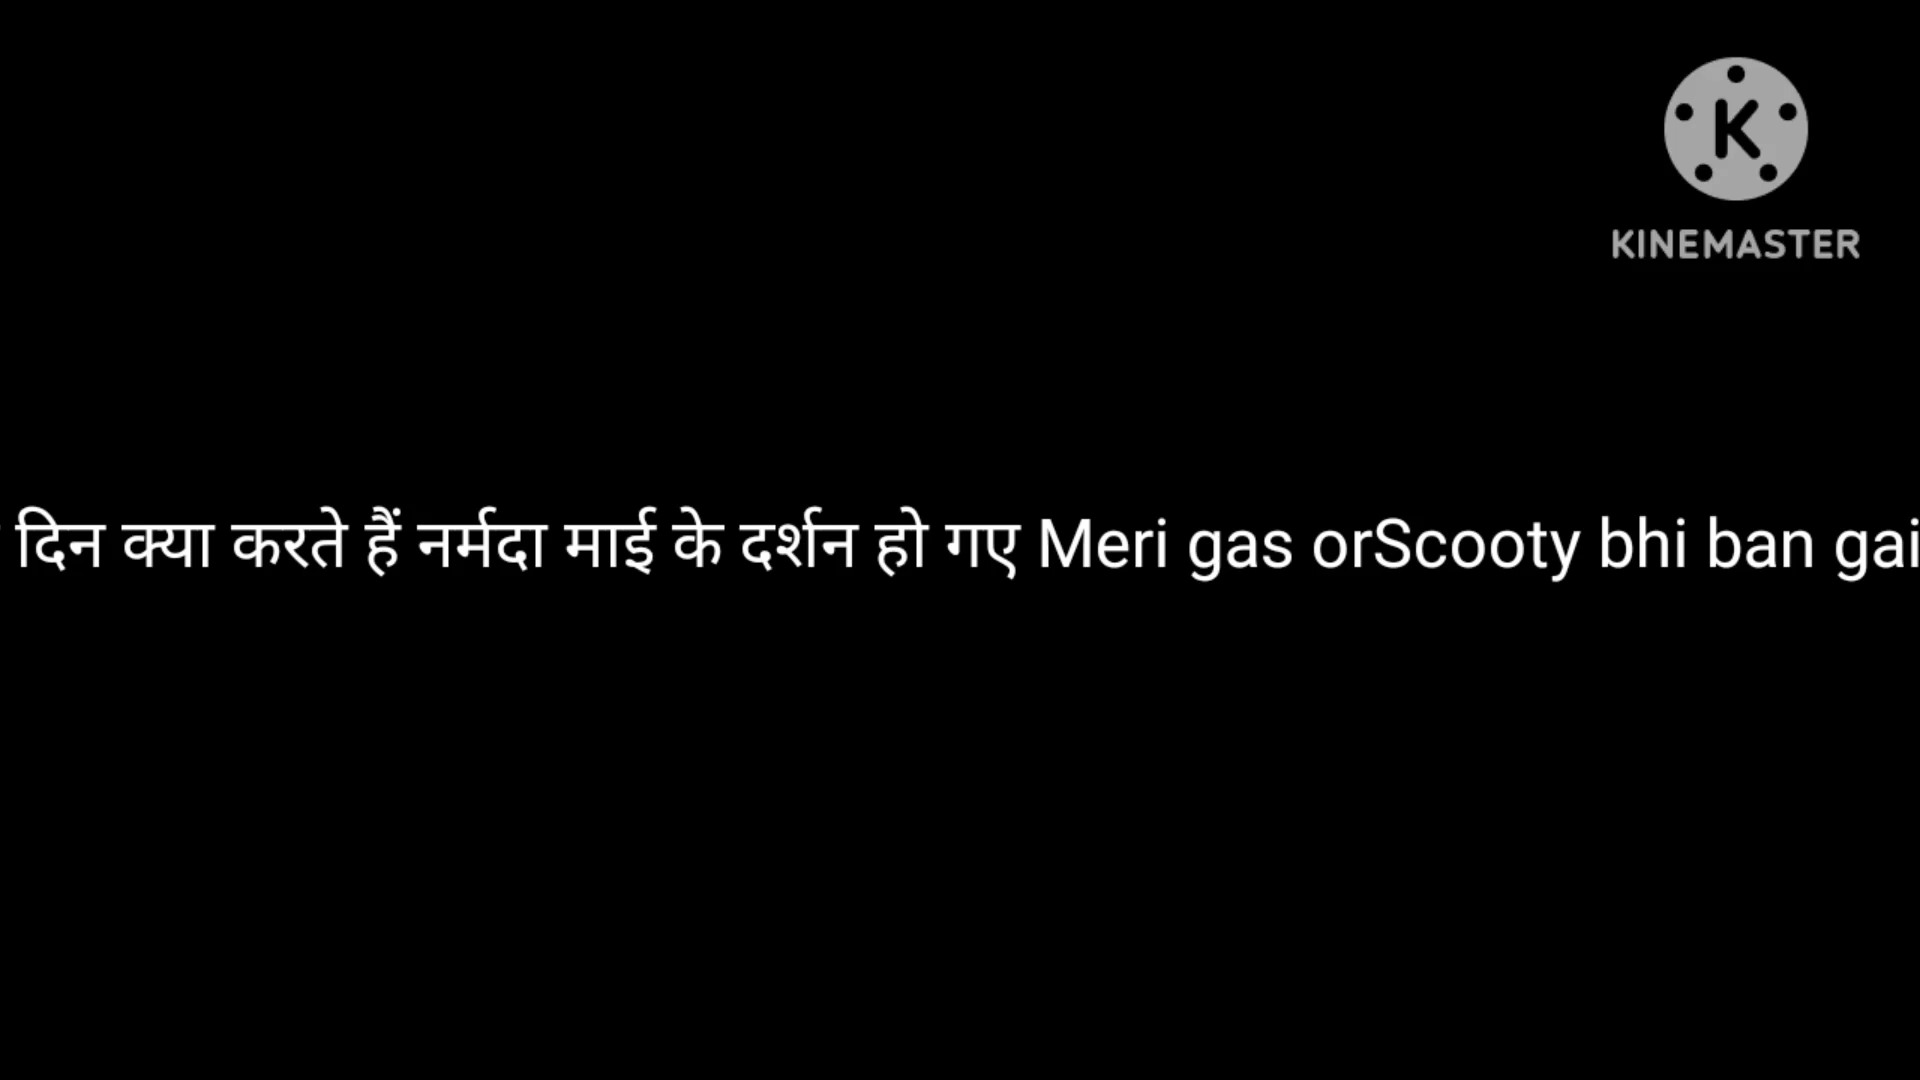 K
KINEMASTER
दिन क्या करते हैं नर्मदा माई के दर्शन हो गए Meri gas orScooty bhi ban gai